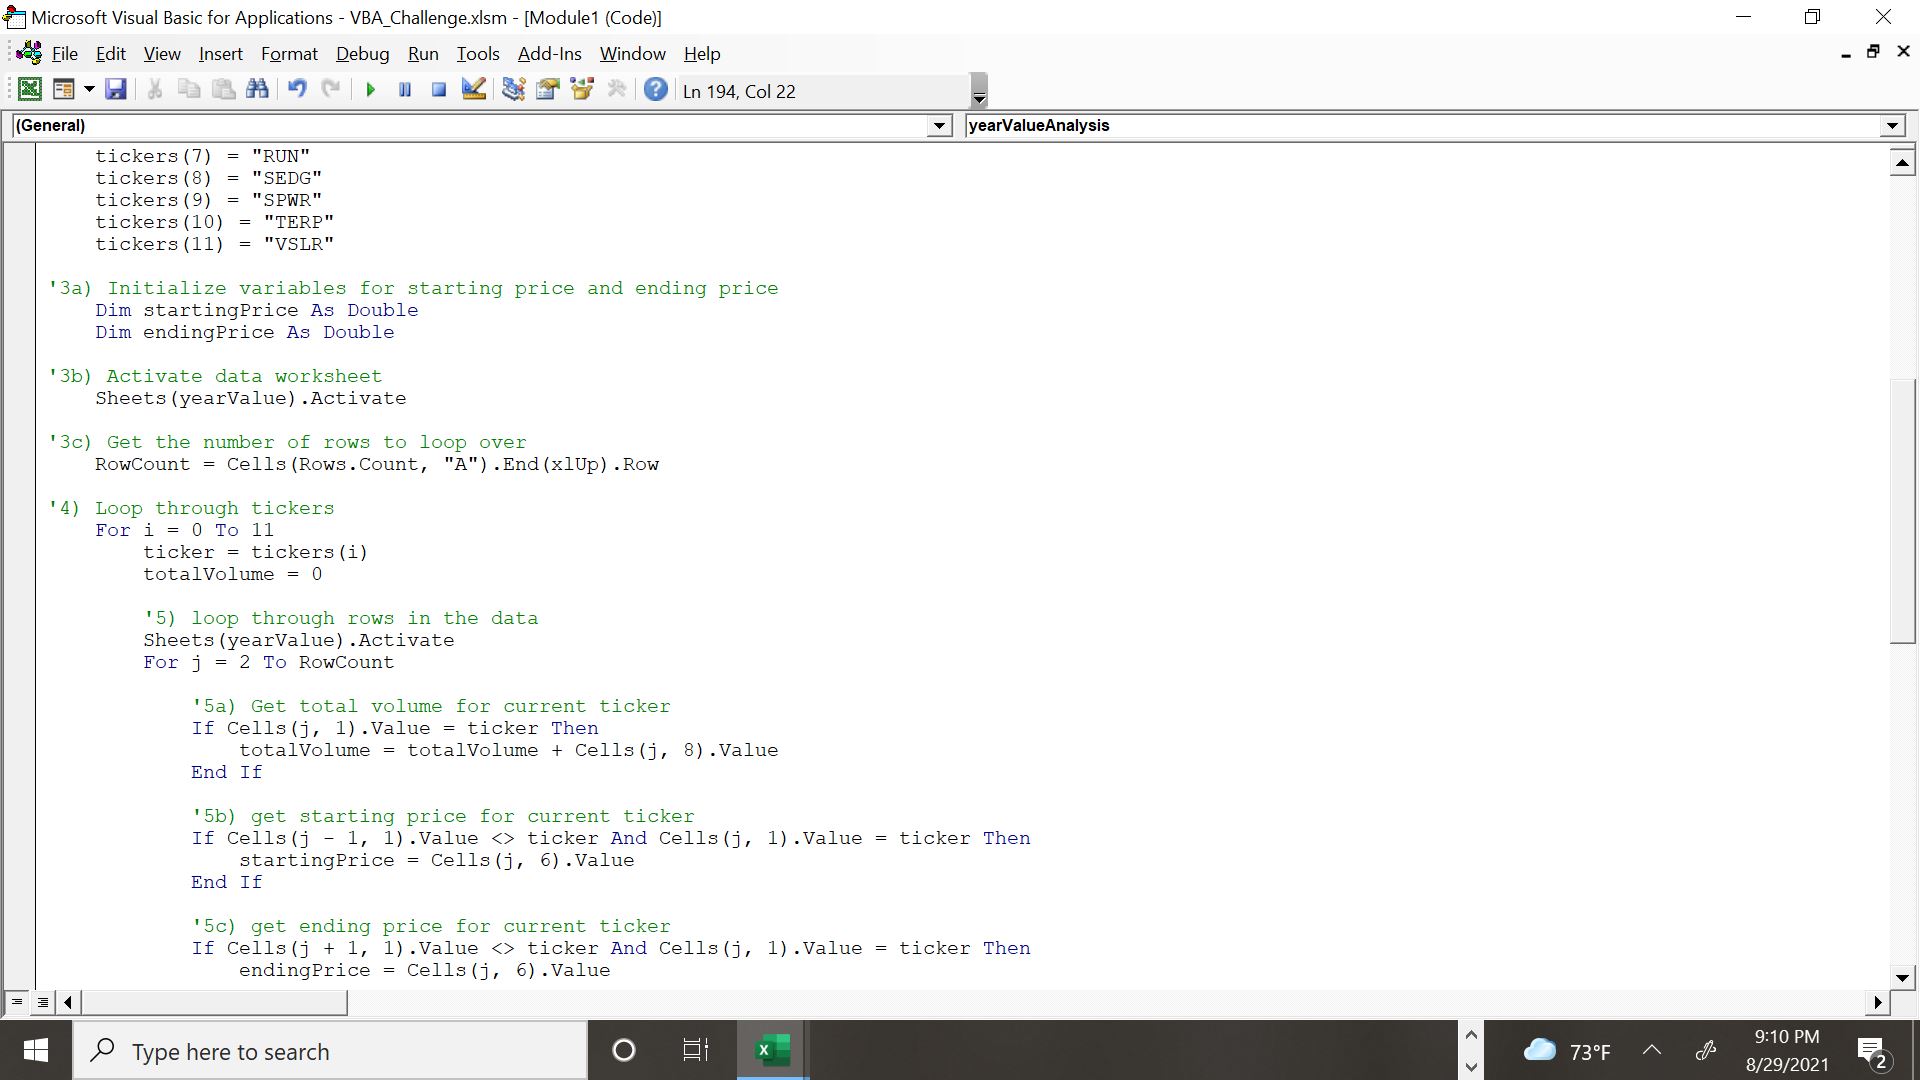 Microsoft Visual Basic for Applications - VBA_Challenge.xlsm - [Module1 (Code)]
File Edit View Insert Format Debug Run Tools Add-Ins Window Help
Ln 194, Col 22
(General) yearValueAnalysis
tickers(7) = "RUN"
tickers(8) = "SEDG"
tickers(9) = "SPWR"
tickers(10) = "TERP"
tickers(11) = "VSLR"
'3a) Initialize variables for starting price and ending price
Dim startingPrice As Double
Dim endingPrice As Double
'3b) Activate data worksheet
Sheets(yearValue).Activate
'3c) Get the number of rows to loop over
RowCount = Cells(Rows.Count, "A").End(xlUp).Row
'4) Loop through tickers
For i = 0 To 11
ticker = tickers(i)
totalVolume = 0
'5) loop through rows in the data
Sheets(yearValue).Activate
For j = 2 To RowCount
'5a) Get total volume for current ticker
If Cells(j, 1).Value = ticker Then
totalVolume = totalVolume + Cells(j, 8).Value
End If
'5b) get starting price for current ticker
If Cells(j - 1, 1).Value <> ticker And Cells(j, 1).Value = ticker Then
startingPrice = Cells(j, 6).Value
End If
'5c) get ending price for current ticker
If Cells(j + 1, 1).Value <> ticker And Cells(j, 1).Value = ticker Then
endingPrice = Cells(j, 6).Value
Type here to search
73°F
9:10 PM
8/29/2021
2